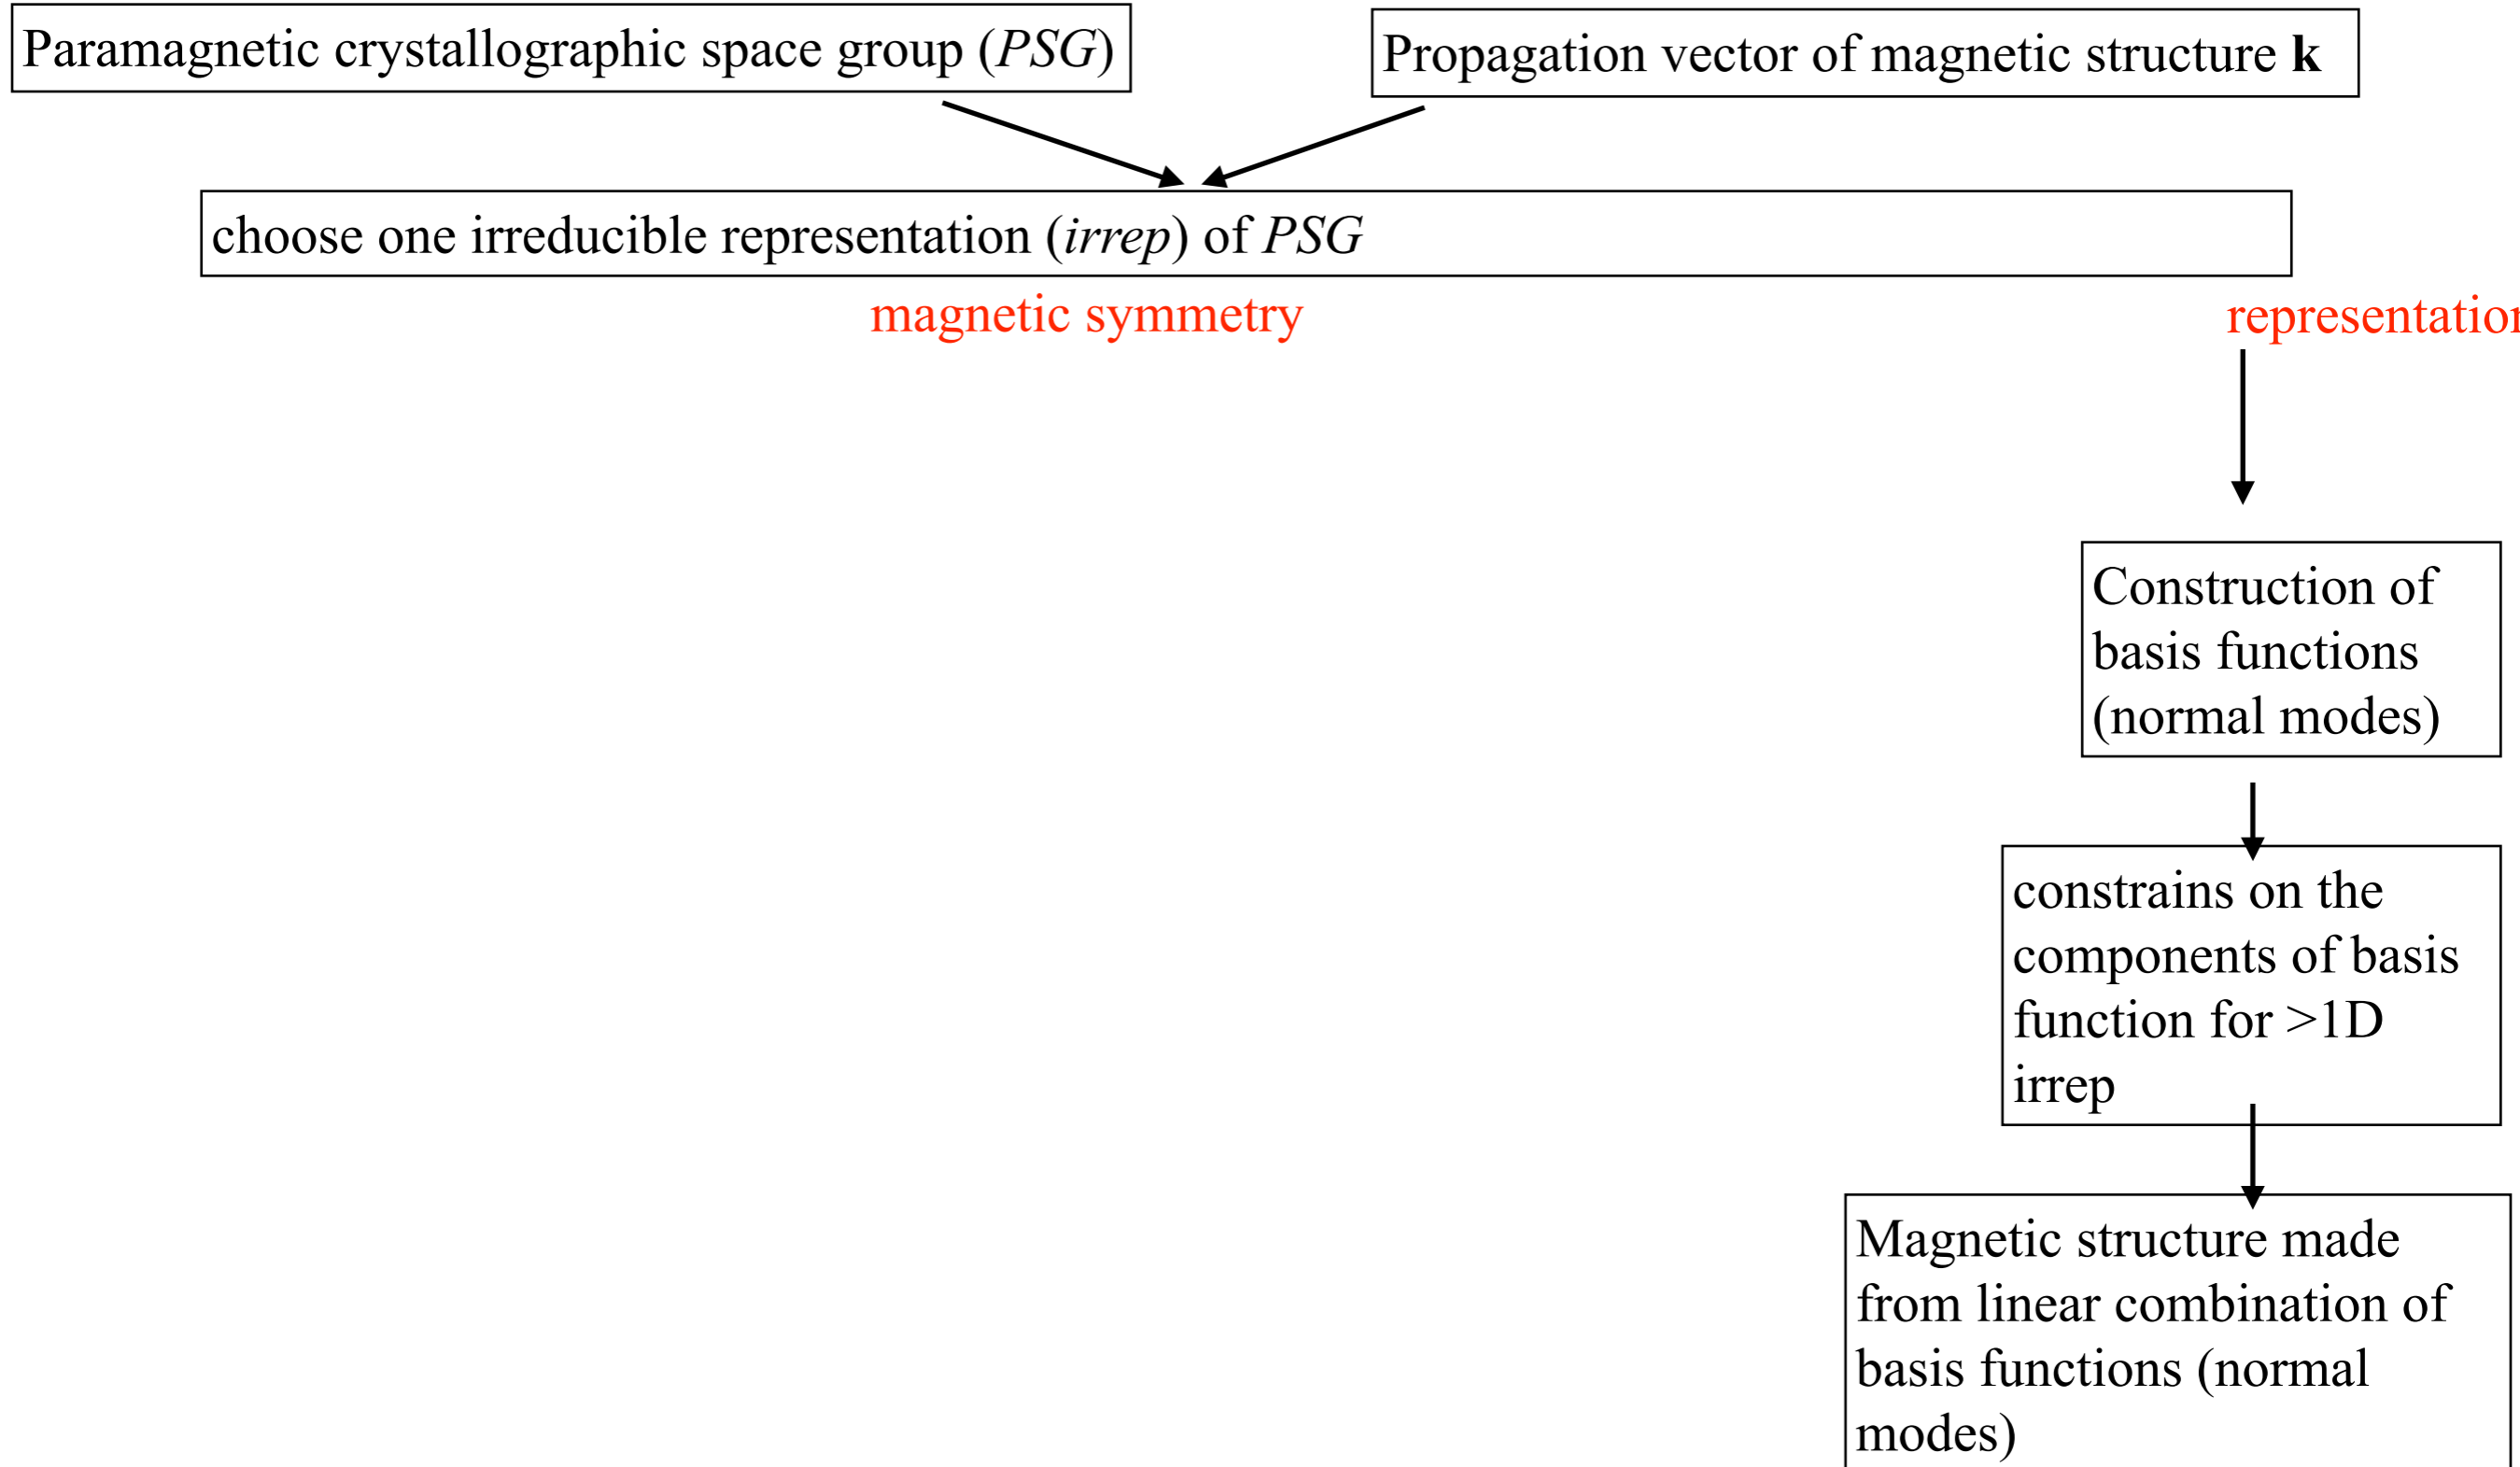 Paramagnetic crystallographic space group (PSG)
Propagation vector of magnetic structure k
choose one irreducible representation (irrep) of PSG
magnetic symmetry
representation
Construction of
basis functions
(normal modes)
constrains on the
components of basis
function for >1D
irrep
Magnetic structure made
from linear combination of
basis functions (normal
modes)